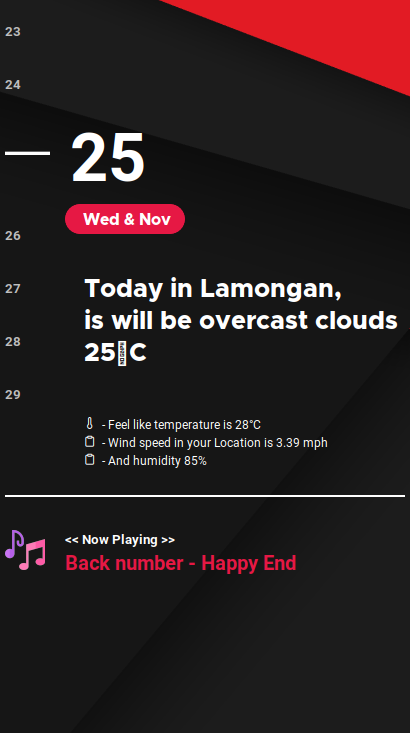 23
24
25
Wed & Nov
26
27
28
29
Today in Lamongan,
is will be overcast clouds
25C
- Feel like temperature is 28°C
- Wind speed in your Location is 3.39 mph
- And humidity 85%
<< Now Playing >>
Back number - Happy End